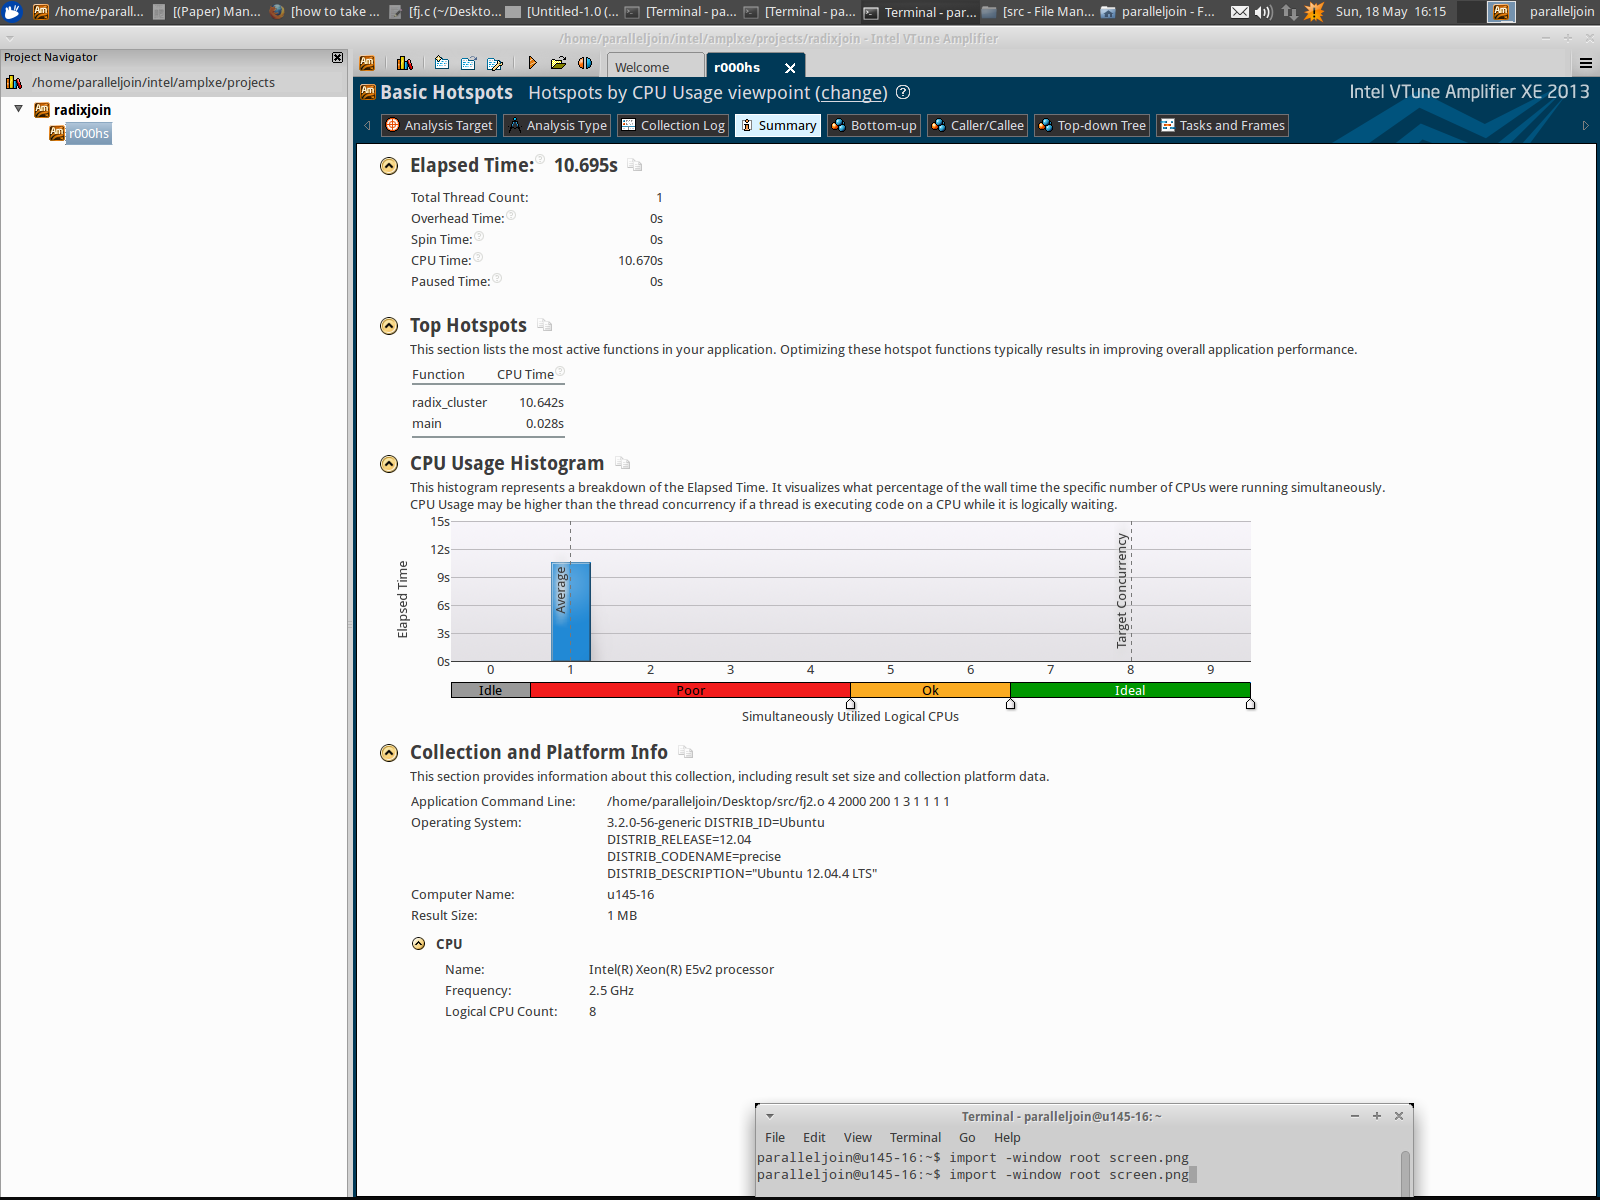 /home/parall... [(Paper) Man... [how to take ... [fj.c (~/Deskto... [Untitled-1.0 (... [Terminal - pa... [Terminal - pa... Terminal - par... [src - File Man... paralleljoin - F... Sun, 18 May 16:15 Am paralleljoin
/home/paralleljoin/intel/amplxe/projects/radixjoin - Intel VTune Amplifier
Project Navigator
/home/paralleljoin/intel/amplxe/projects
radixjoin
r000hs
Welcome r000hs
Basic Hotspots Hotspots by CPU Usage viewpoint (change) ?
Intel VTune Amplifier XE 2013
Analysis Target Analysis Type Collection Log Summary Bottom-up Caller/Callee Top-down Tree Tasks and Frames
Elapsed Time: 10.695s
Total Thread Count: 1
Overhead Time: 0s
Spin Time: 0s
CPU Time: 10.670s
Paused Time: 0s
Top Hotspots
This section lists the most active functions in your application. Optimizing these hotspot functions typically results in improving overall application performance.
Function CPU Time
radix_cluster 10.642s
main 0.028s
CPU Usage Histogram
This histogram represents a breakdown of the Elapsed Time. It visualizes what percentage of the wall time the specific number of CPUs were running simultaneously.
CPU Usage may be higher than the thread concurrency if a thread is executing code on a CPU while it is logically waiting.
15s
12s
9s
6s
3s
0s
Elapsed Time
Average
Target Concurrency
0 1 2 3 4 5 6 7 8 9
Idle Poor Ok Ideal
Simultaneously Utilized Logical CPUs
Collection and Platform Info
This section provides information about this collection, including result set size and collection platform data.
Application Command Line: /home/paralleljoin/Desktop/src/fj2.o 4 2000 200 1 3 1 1 1 1
Operating System: 3.2.0-56-generic DISTRIB_ID=Ubuntu
DISTRIB_RELEASE=12.04
DISTRIB_CODENAME=precise
DISTRIB_DESCRIPTION="Ubuntu 12.04.4 LTS"
Computer Name: u145-16
Result Size: 1 MB
CPU
Name: Intel(R) Xeon(R) E5v2 processor
Frequency: 2.5 GHz
Logical CPU Count: 8
Terminal - paralleljoin@u145-16: ~
File Edit View Terminal Go Help
paralleljoin@u145-16:~$ import -window root screen.png
paralleljoin@u145-16:~$ import -window root screen.png